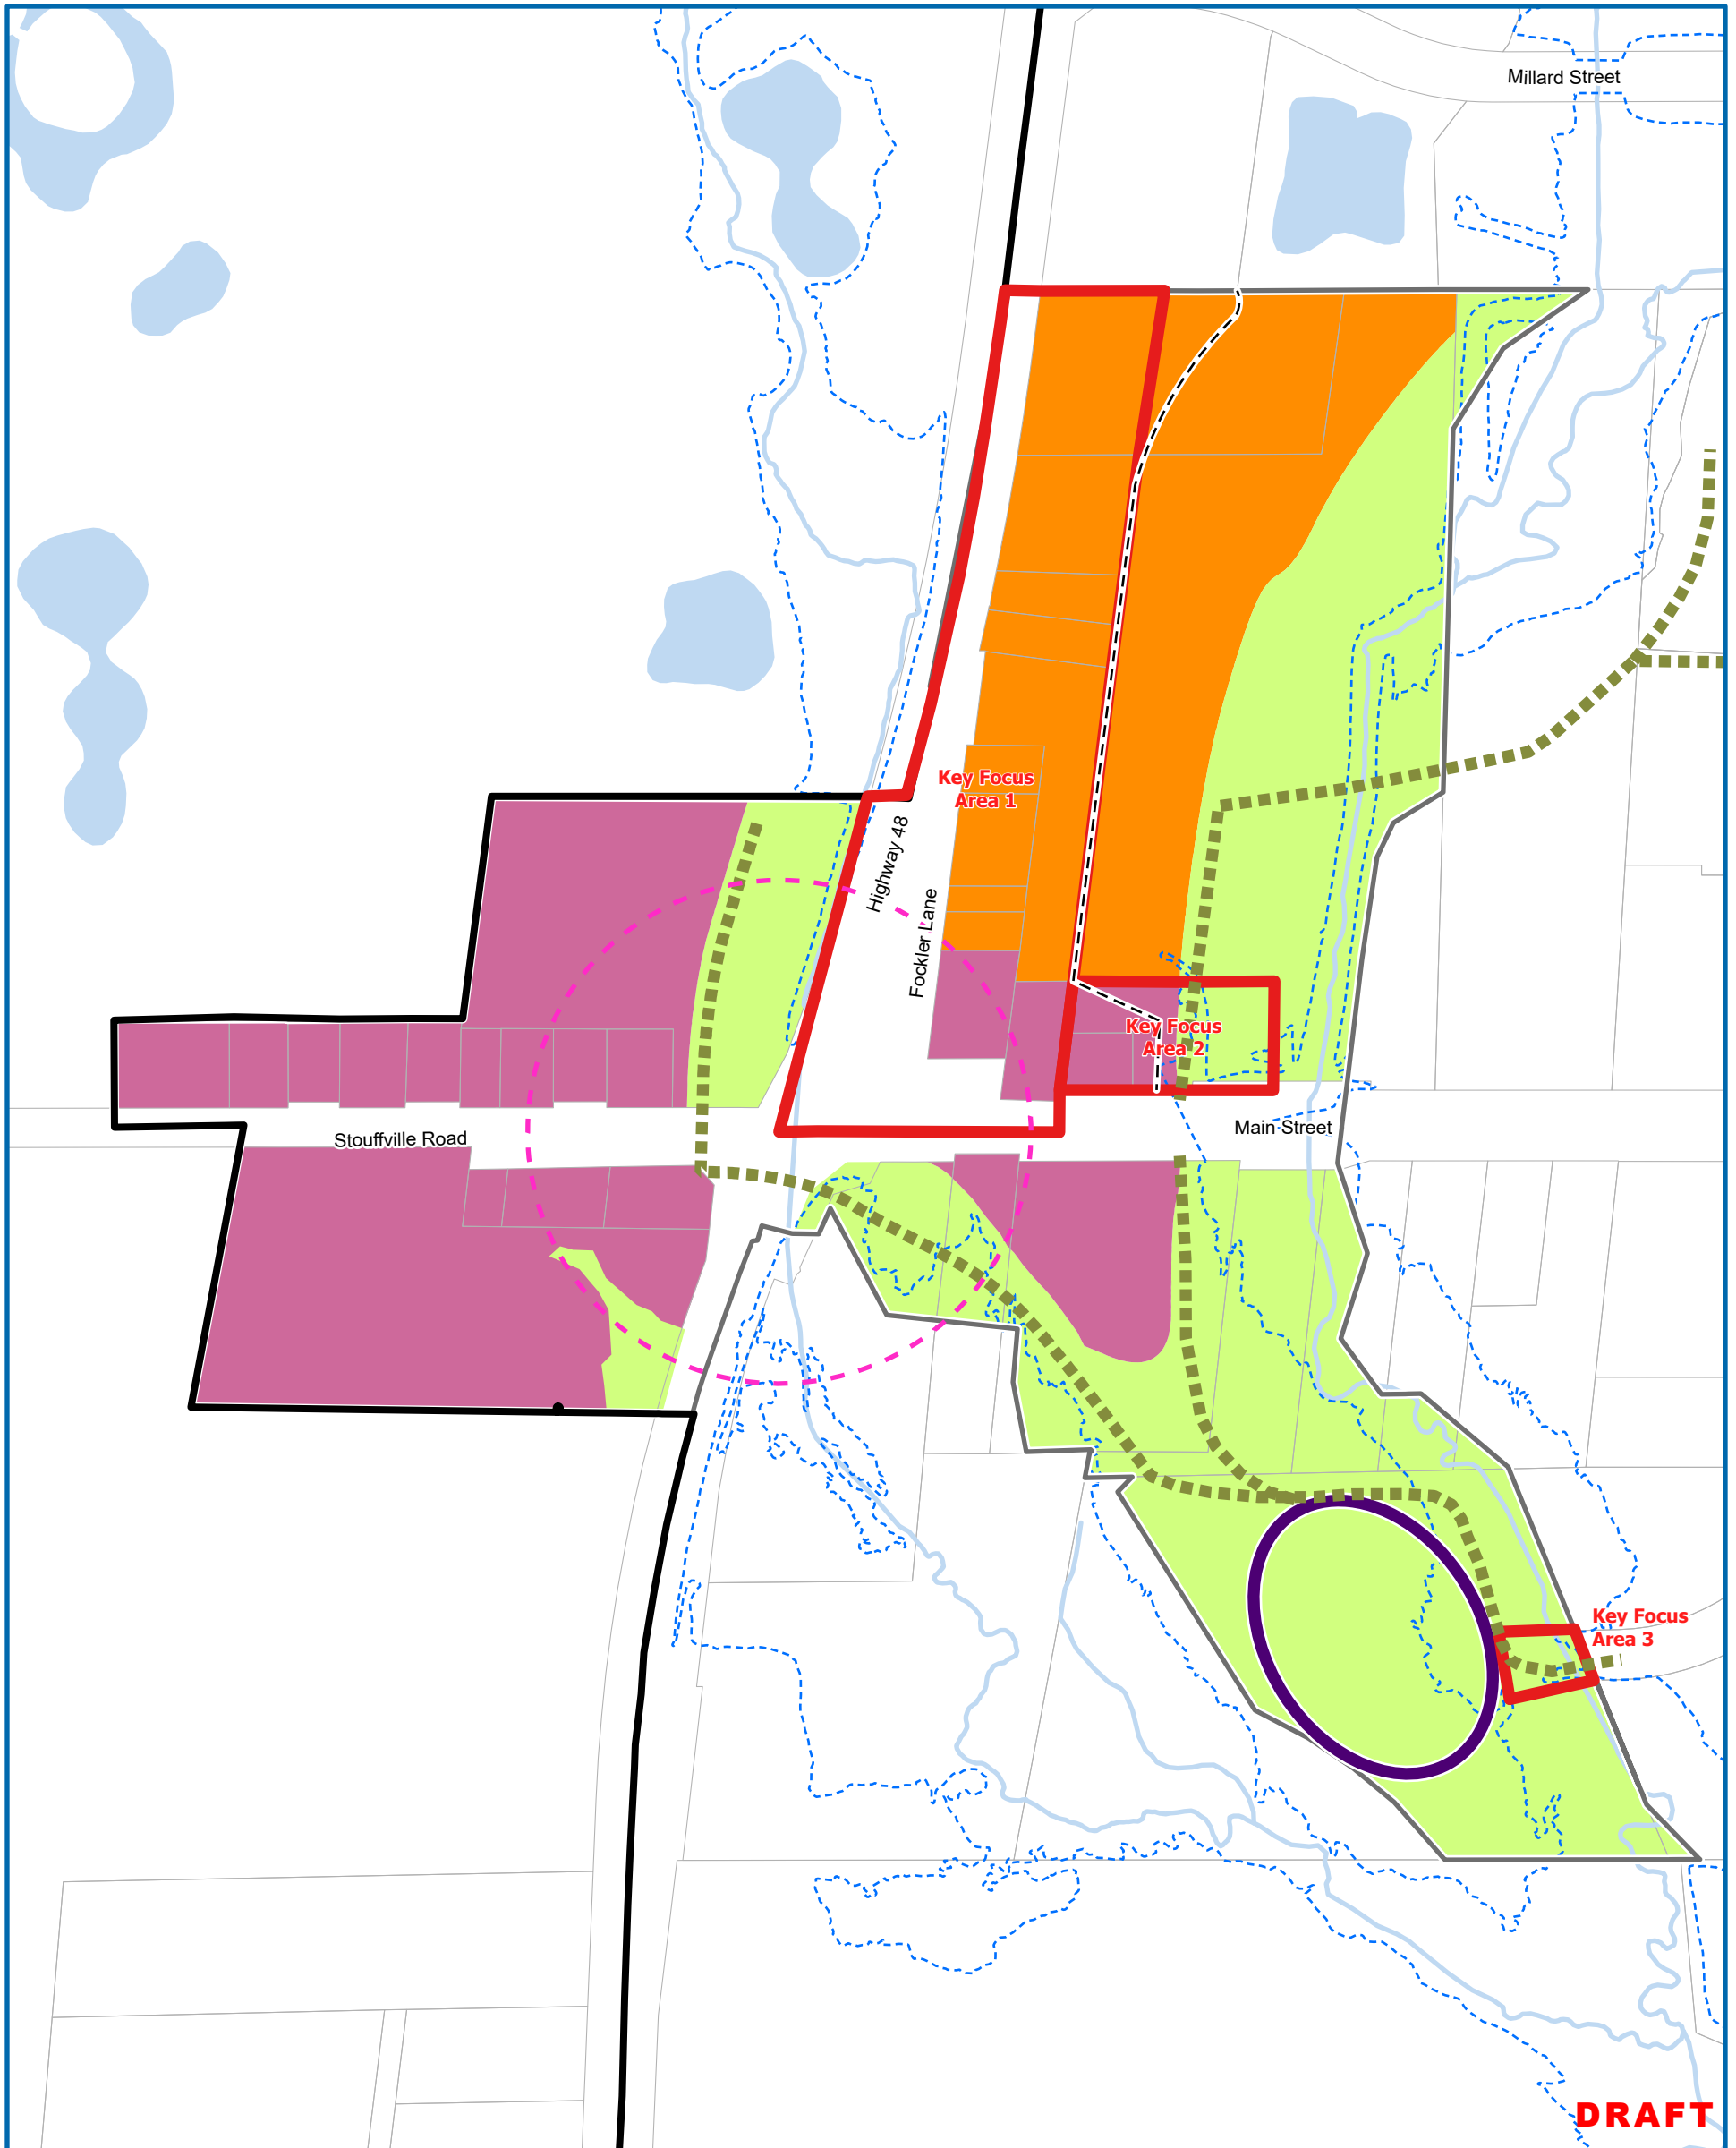 Millard Street
Key Focus
Area 1
Highway 48
Fockler Lane
Key Focus
Area 2
Main Street
Stouffville Road
Key Focus
Area 3
DRAFT